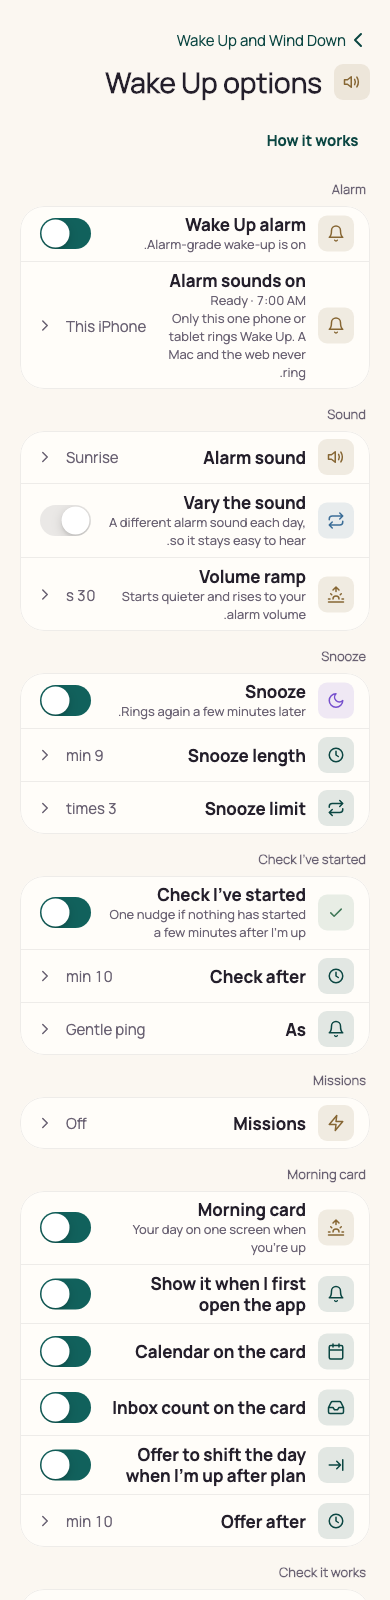 Wake Up and Wind Down
Wake Up options
How it works
Alarm
Wake Up alarm
.Alarm-grade wake-up is on
Alarm sounds on
Ready · 7:00 AM
Only this one phone or
tablet rings Wake Up. A
Mac and the web never
.ring
This iPhone
Sound
Alarm sound
Sunrise
Vary the sound
A different alarm sound each day,
.so it stays easy to hear
Volume ramp
Starts quieter and rises to your
.alarm volume
s 30
Snooze
Snooze
.Rings again a few minutes later
Snooze length
min 9
Snooze limit
times 3
Check I've started
Check I've started
One nudge if nothing has started
a few minutes after I'm up
Check after
min 10
As
Gentle ping
Missions
Missions
Off
Morning card
Morning card
Your day on one screen when
you're up
Show it when I first
open the app
Calendar on the card
Inbox count on the card
Offer to shift the day
when I'm up after plan
Offer after
min 10
Check it works